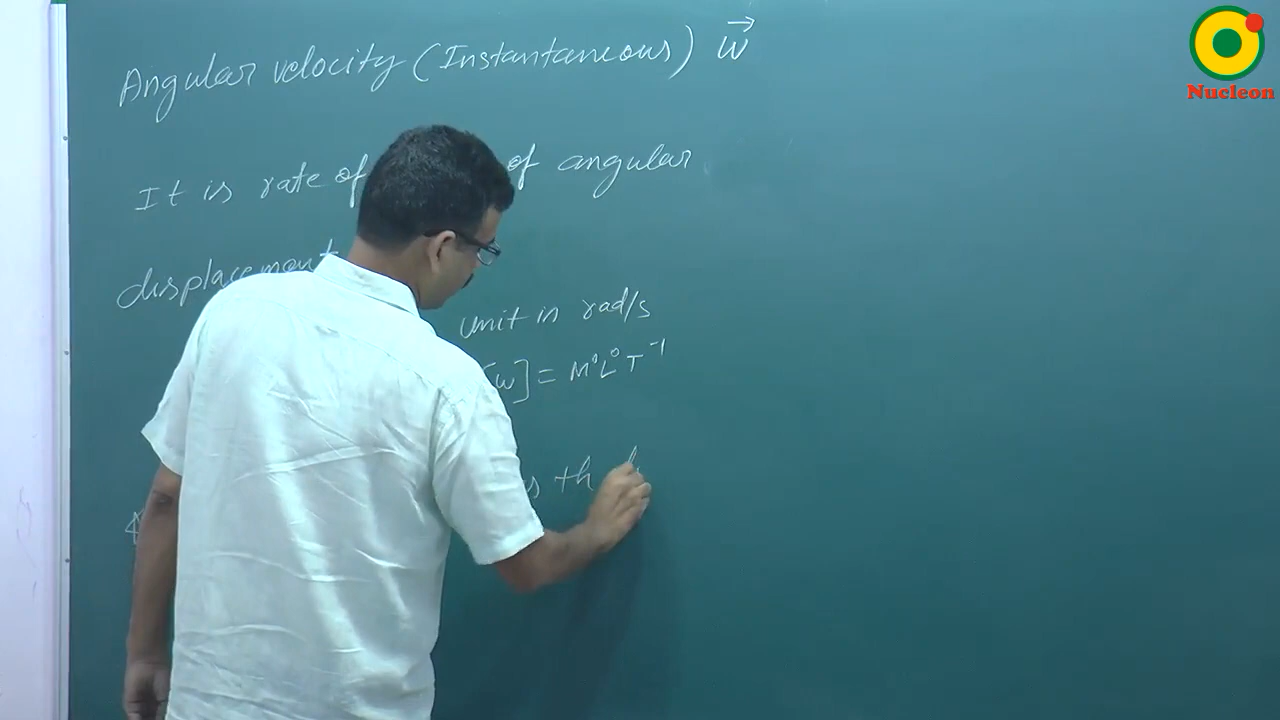 Angular velocity (Instantaneous) w⃗
It is rate of of angular
displacement
unit in rad/s
[w] = M⁰L⁰T⁻¹
Nucleon